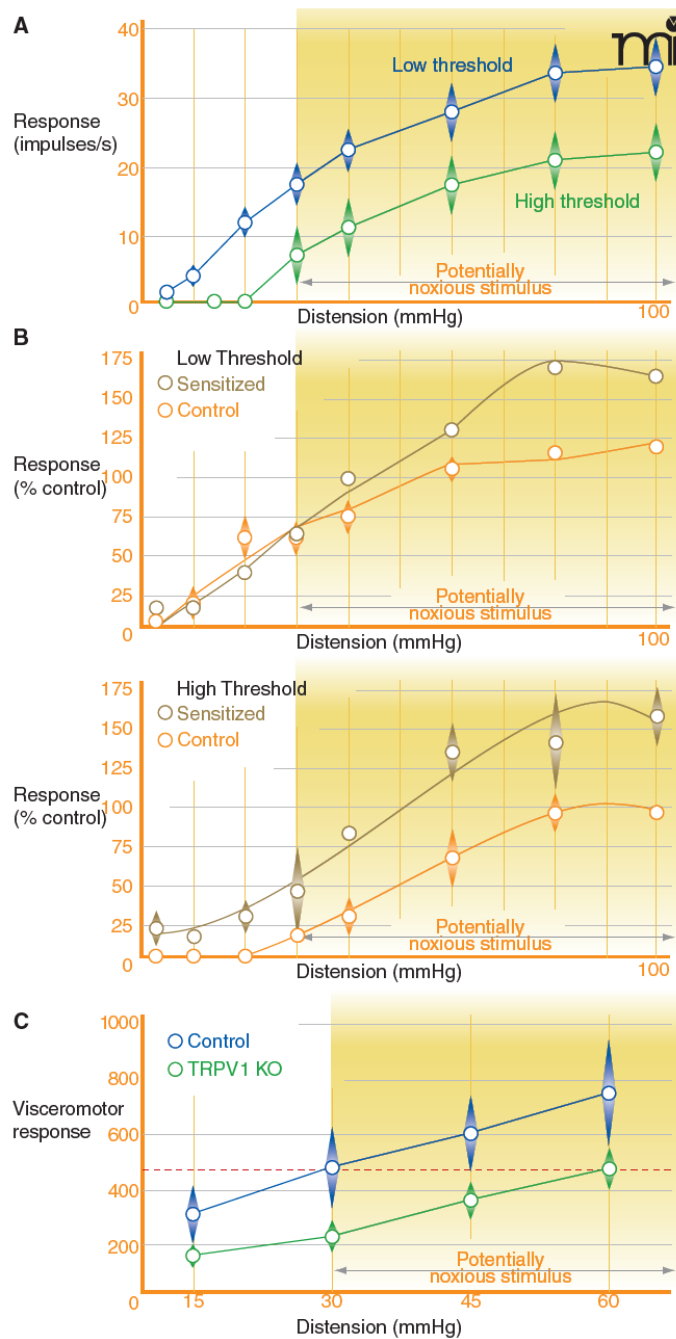 A
40
Low threshold
30
Response
(impulses/s)
20
High threshold
10
Potentially
noxious stimulus
0
Distension (mmHg)
100
B
175
Low Threshold
Sensitized
150
Control
125
Response
(% control)
100
75
50
25
Potentially
noxious stimulus
0
Distension (mmHg)
100
175
High Threshold
Sensitized
150
Control
125
Response
(% control)
100
75
50
25
Potentially
noxious stimulus
0
Distension (mmHg)
100
C
1000
Control
800
TRPV1 KO
Visceromotor
response
600
400
200
Potentially
noxious stimulus
0
15 30 45 60
Distension (mmHg)